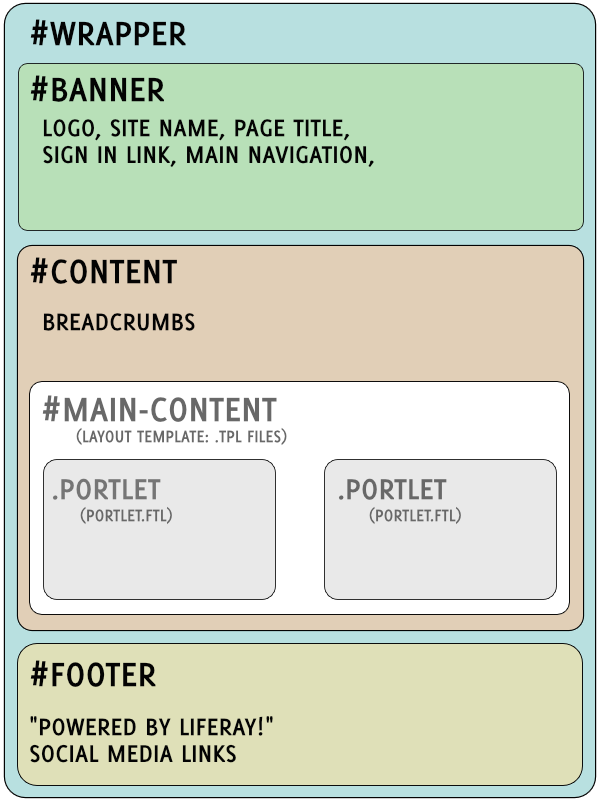 #WRAPPER
#BANNER
LOGO, SITE NAME, PAGE TITLE,
SIGN IN LINK, MAIN NAVIGATION,
#CONTENT
BREADCRUMBS
#MAIN-CONTENT
(LAYOUT TEMPLATE: .TPL FILES)
.PORTLET
(PORTLET.FTL)
.PORTLET
(PORTLET.FTL)
#FOOTER
"POWERED BY LIFERAY!"
SOCIAL MEDIA LINKS